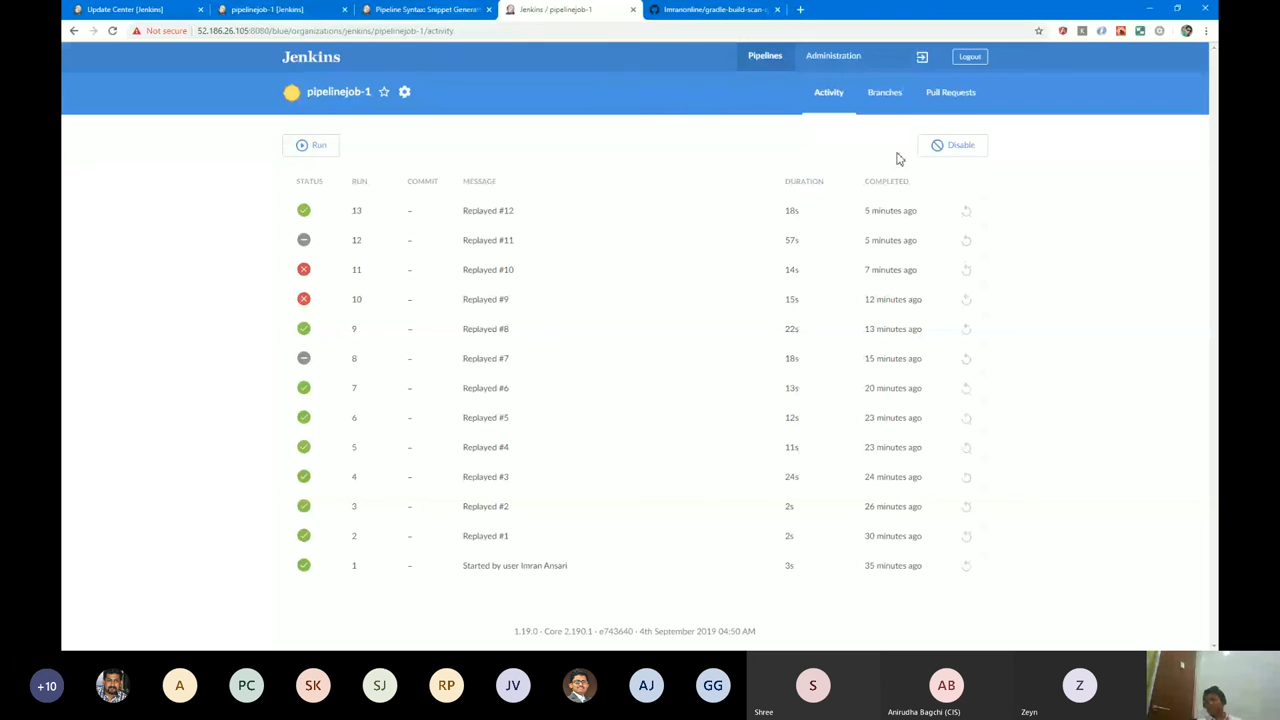 Update Center [Jenkins]
pipelinejob-1 [Jenkins]
Pipeline Syntax: Snippet Generat
Jenkins / pipelinejob-1
Imranonline/gradle-build-scan-
Not secure
52.186.26.105:8080/blue/organizations/jenkins/pipelinejob-1/activity
Jenkins
Pipelines
Administration
Logout
pipelinejob-1
Activity
Branches
Pull Requests
Run
Disable
STATUS RUN COMMIT MESSAGE DURATION COMPLETED
13 – Replayed #12 18s 5 minutes ago
12 – Replayed #11 57s 5 minutes ago
11 – Replayed #10 14s 7 minutes ago
10 – Replayed #9 15s 12 minutes ago
9 – Replayed #8 22s 13 minutes ago
8 – Replayed #7 18s 15 minutes ago
7 – Replayed #6 13s 20 minutes ago
6 – Replayed #5 12s 23 minutes ago
5 – Replayed #4 11s 23 minutes ago
4 – Replayed #3 24s 24 minutes ago
3 – Replayed #2 2s 26 minutes ago
2 – Replayed #1 2s 30 minutes ago
1 – Started by user Imran Ansari 3s 35 minutes ago
1.19.0 · Core 2.190.1 · e743640 · 4th September 2019 04:50 AM
+10
A
PC
SK
SJ
RP
JV
AJ
GG
S
AB
Z
Shree
Anirudha Bagchi (CIS)
Zeyn